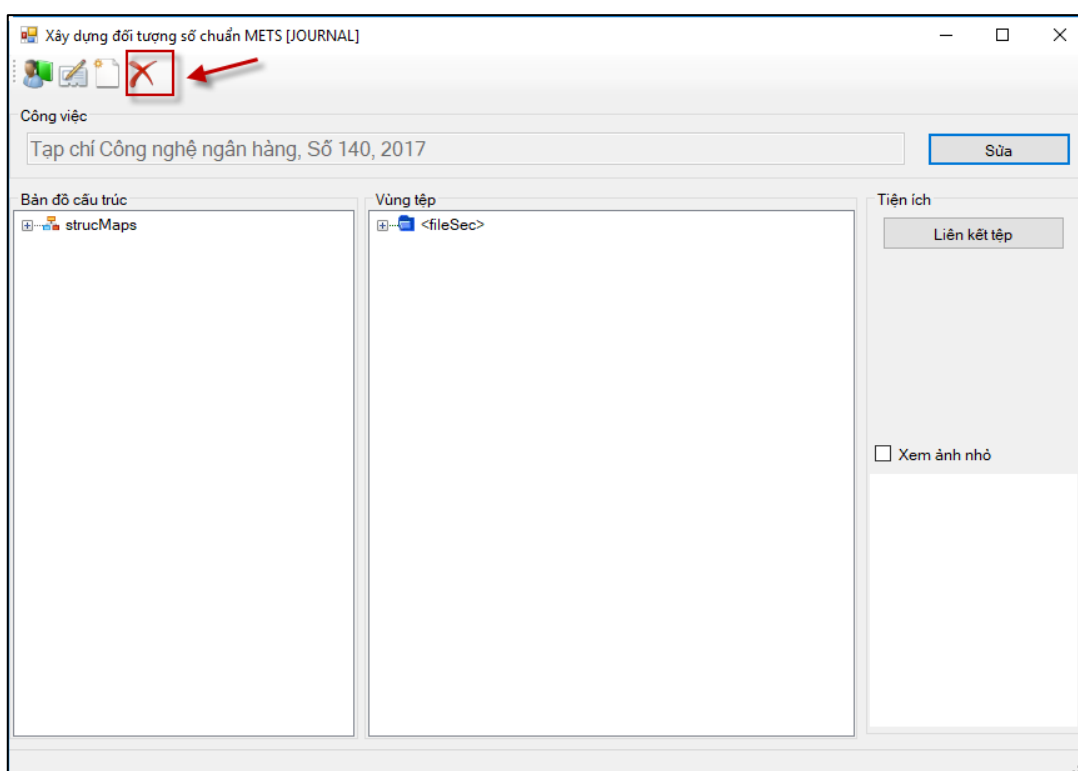 Xây dựng đối tượng số chuẩn METS [JOURNAL]
Công việc
Tạp chí Công nghệ ngân hàng, Số 140, 2017
Sửa
Bản đồ cấu trúc
Vùng tệp
Tiện ích
strucMaps
<fileSec>
Liên kết tệp
Xem ảnh nhỏ